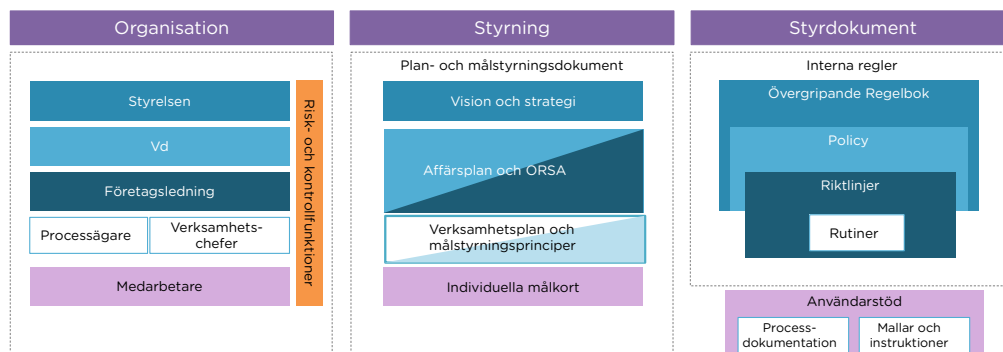 Organisation
Styrelsen
Vd
Företagsledning
Processägare
Verksamhets-
chefer
Medarbetare
Risk- och kontrollfunktioner
Styrning
Plan- och målstyrningsdokument
Vision och strategi
Affärsplan och ORSA
Verksamhetsplan och
målstyrningsprinciper
Individuella målkort
Styrdokument
Interna regler
Övergripande Regelbok
Policy
Riktlinjer
Rutiner
Användarstöd
Process-
dokumentation
Mallar och
instruktioner